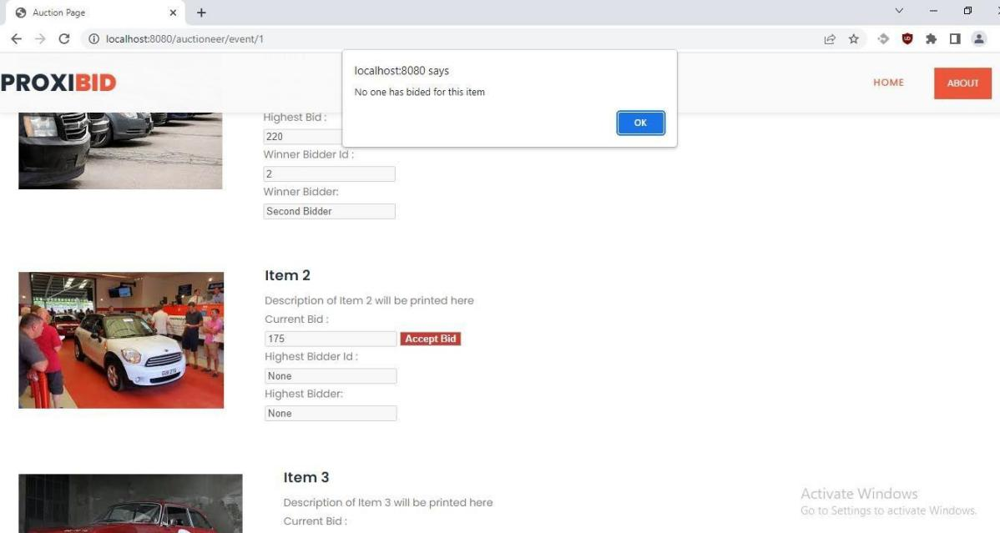 Auction Page
localhost:8080/auctioneer/event/1
localhost:8080 says
No one has bided for this item
OK
PROXIBID
HOME
ABOUT
Highest Bid :
220
Winner Bidder Id :
2
Winner Bidder:
Second Bidder
Item 2
Description of Item 2 will be printed here
Current Bid :
175 Accept Bid
Highest Bidder Id :
None
Highest Bidder:
None
Item 3
Description of Item 3 will be printed here
Current Bid :
Activate Windows
Go to Settings to activate Windows.